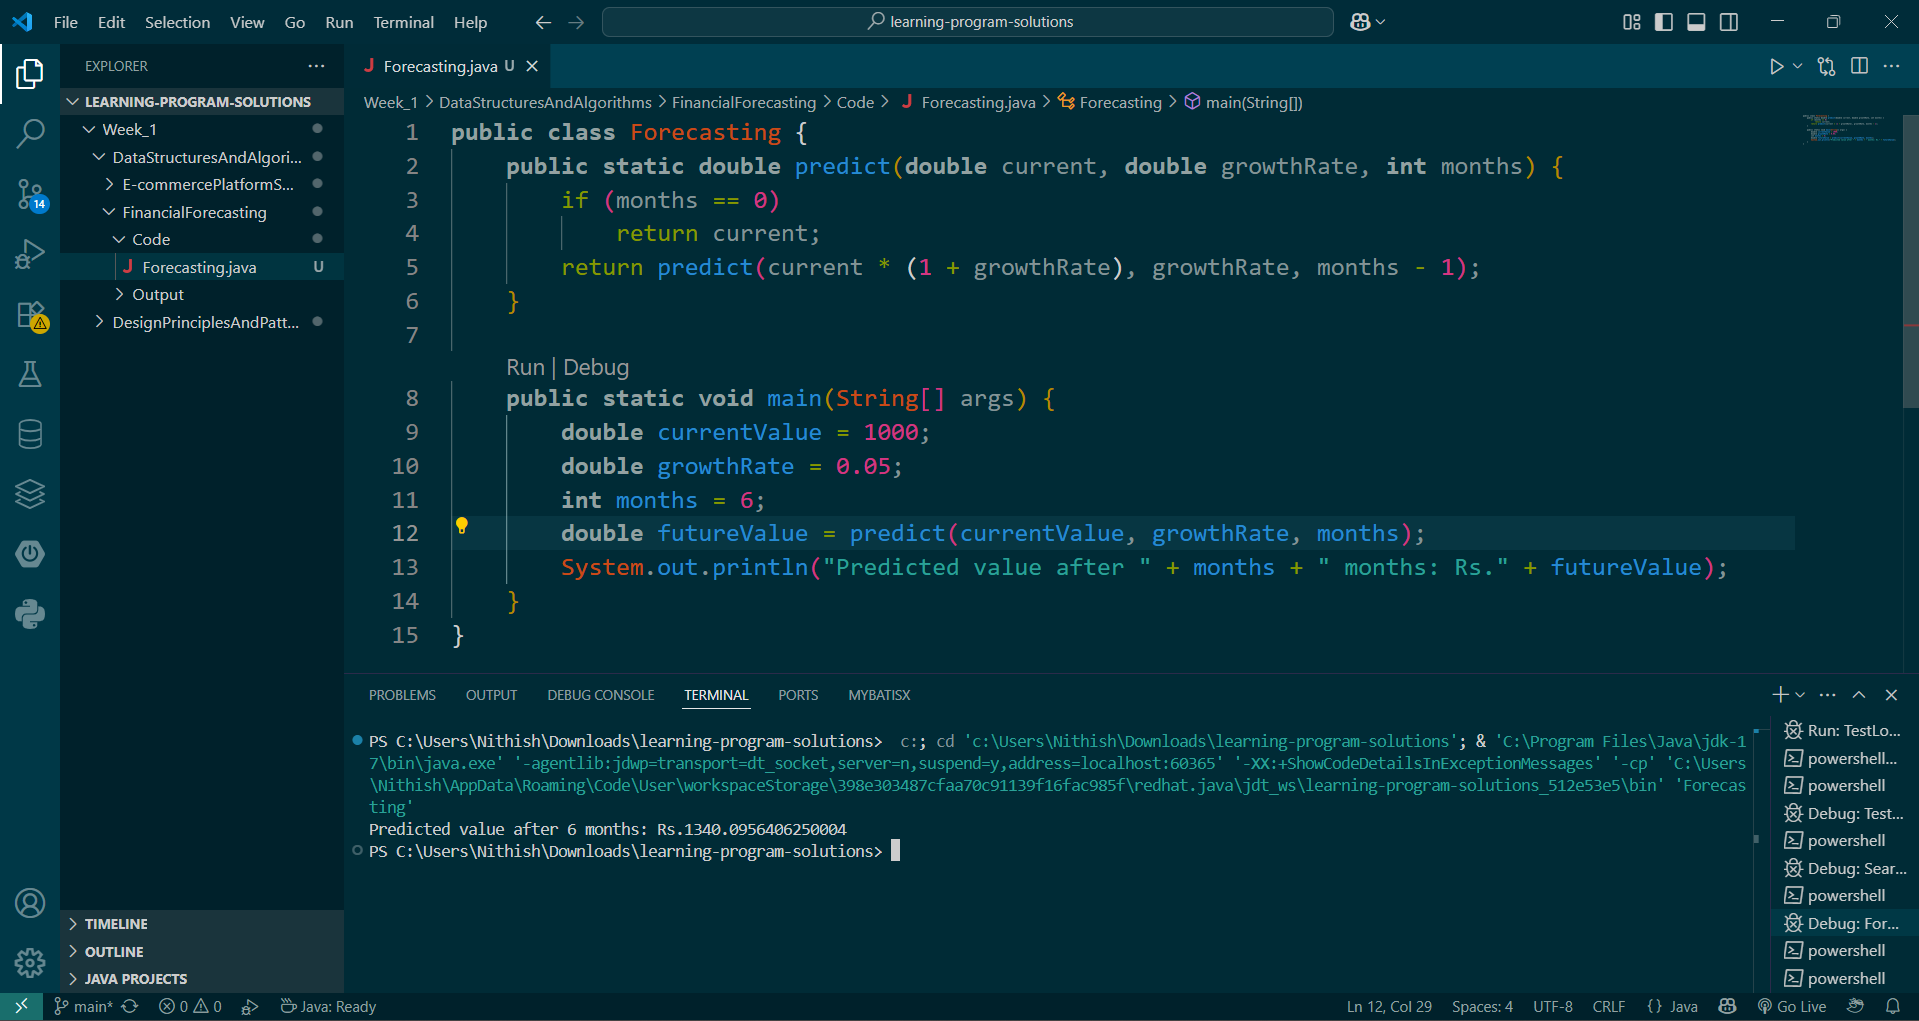 File Edit Selection View Go Run Terminal Help
learning-program-solutions
EXPLORER
LEARNING-PROGRAM-SOLUTIONS
Week_1
DataStructuresAndAlgori...
E-commercePlatformS...
FinancialForecasting
Code
J Forecasting.java U
Output
DesignPrinciplesAndPatt...
14
TIMELINE
OUTLINE
JAVA PROJECTS
J Forecasting.java U
Week_1 > DataStructuresAndAlgorithms > FinancialForecasting > Code > J Forecasting.java > Forecasting > main(String[])
1 public class Forecasting {
2 public static double predict(double current, double growthRate, int months) {
3 if (months == 0)
4 return current;
5 return predict(current * (1 + growthRate), growthRate, months - 1);
6 }
7
Run | Debug
8 public static void main(String[] args) {
9 double currentValue = 1000;
10 double growthRate = 0.05;
11 int months = 6;
12 double futureValue = predict(currentValue, growthRate, months);
13 System.out.println("Predicted value after " + months + " months: Rs." + futureValue);
14 }
15 }
PROBLEMS OUTPUT DEBUG CONSOLE TERMINAL PORTS MYBATISX
PS C:\Users\Nithish\Downloads\learning-program-solutions> c:; cd 'c:\Users\Nithish\Downloads\learning-program-solutions'; & 'C:\Program Files\Java\jdk-1
7\bin\java.exe' '-agentlib:jdwp=transport=dt_socket,server=n,suspend=y,address=localhost:60365' '-XX:+ShowCodeDetailsInExceptionMessages' '-cp' 'C:\Users
\Nithish\AppData\Roaming\Code\User\workspaceStorage\398e303487cfaa70c91139f16fac985f\redhat.java\jdt_ws\learning-program-solutions_512e53e5\bin' 'Forecas
ting'
Predicted value after 6 months: Rs.1340.0956406250004
PS C:\Users\Nithish\Downloads\learning-program-solutions>
Run: TestLo...
powershell...
powershell
Debug: Test...
powershell
Debug: Sear...
powershell
Debug: For...
powershell
powershell
main* 0 0 Java: Ready Ln 12, Col 29 Spaces: 4 UTF-8 CRLF {} Java Go Live